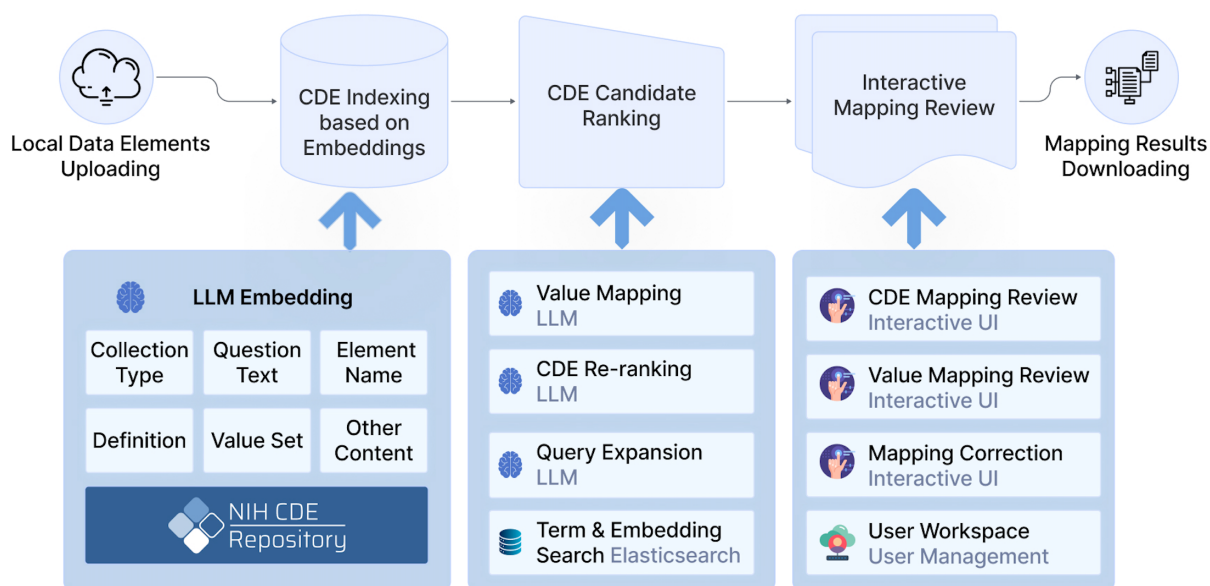 Local Data Elements
Uploading
CDE Indexing
based on
Embeddings
CDE Candidate
Ranking
Interactive
Mapping Review
Mapping Results
Downloading
LLM Embedding
Collection
Type
Question
Text
Element
Name
Definition
Value Set
Other
Content
NIH CDE
Repository
Value Mapping
LLM
CDE Re-ranking
LLM
Query Expansion
LLM
Term & Embedding
Search Elasticsearch
CDE Mapping Review
Interactive UI
Value Mapping Review
Interactive UI
Mapping Correction
Interactive UI
User Workspace
User Management